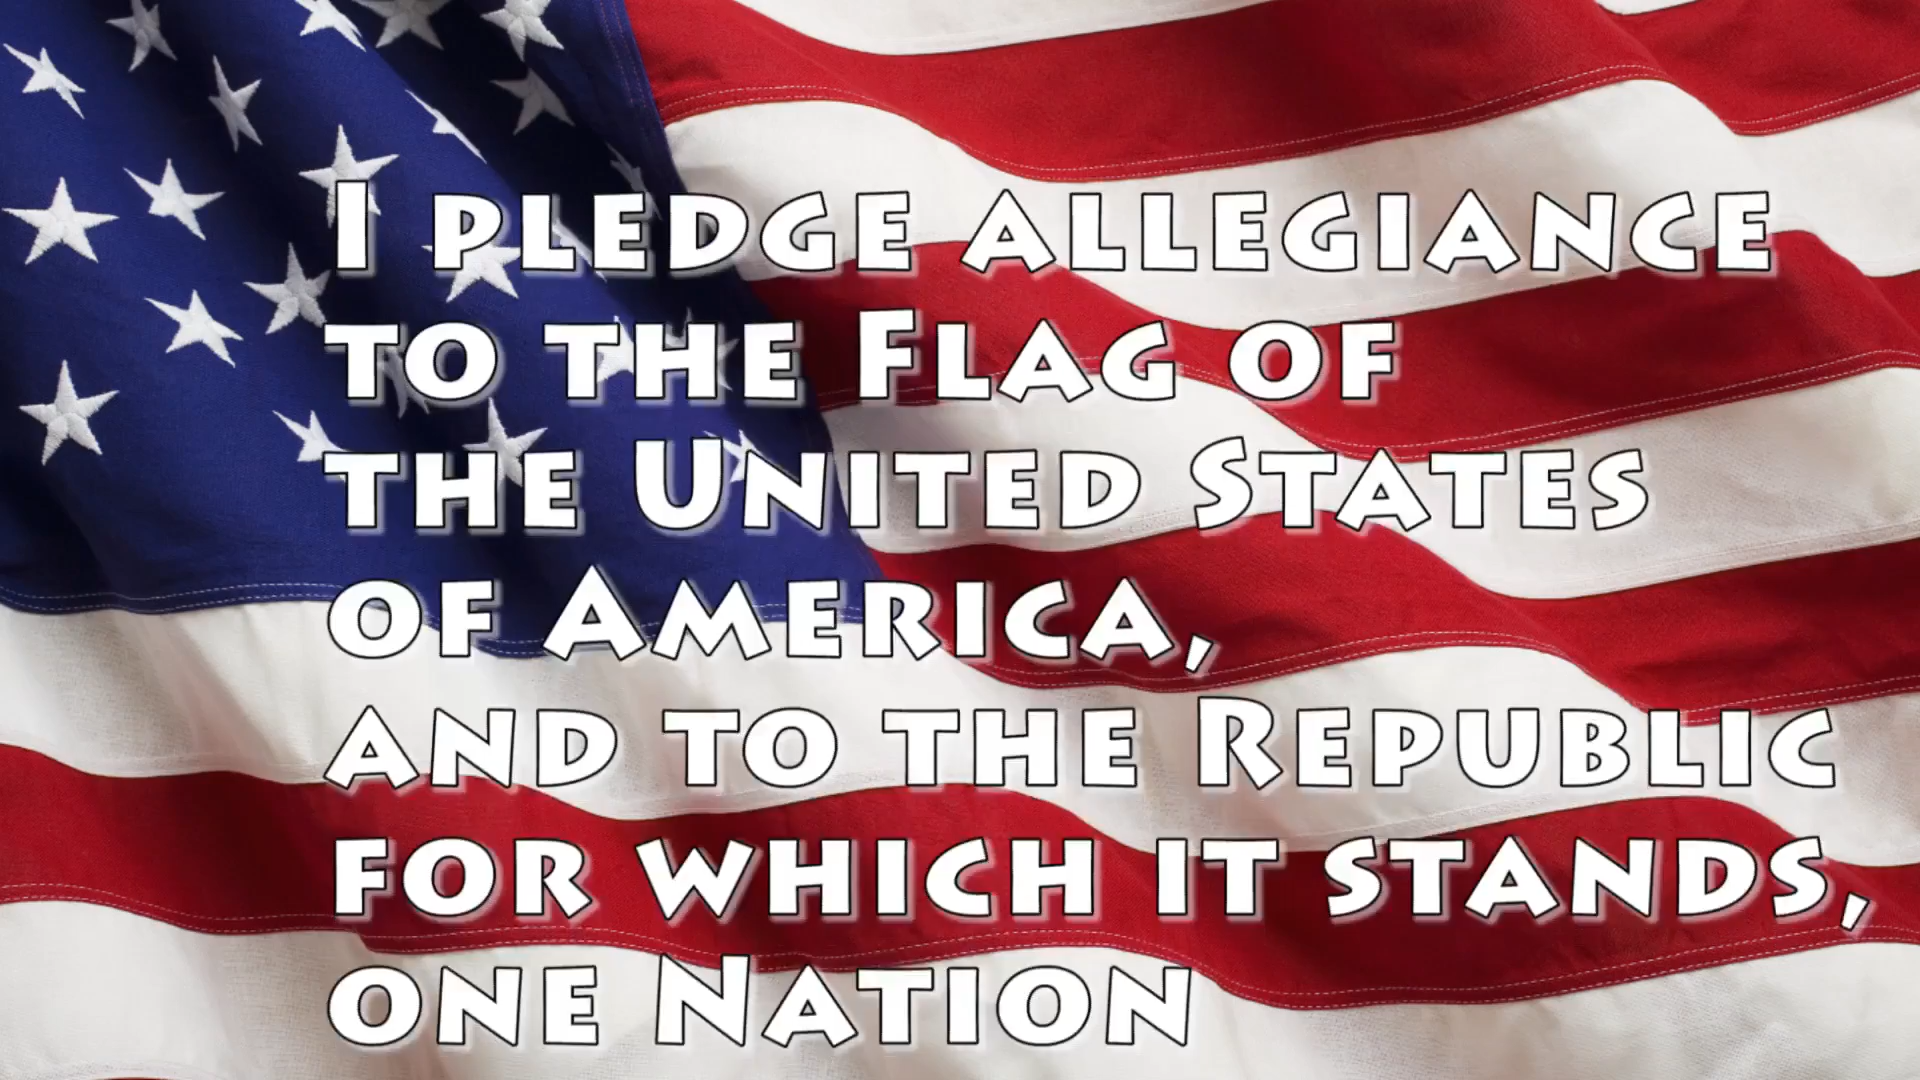 I pledge allegiance
to the Flag of
the United States
of America,
and to the Republic
for which it stands,
one Nation